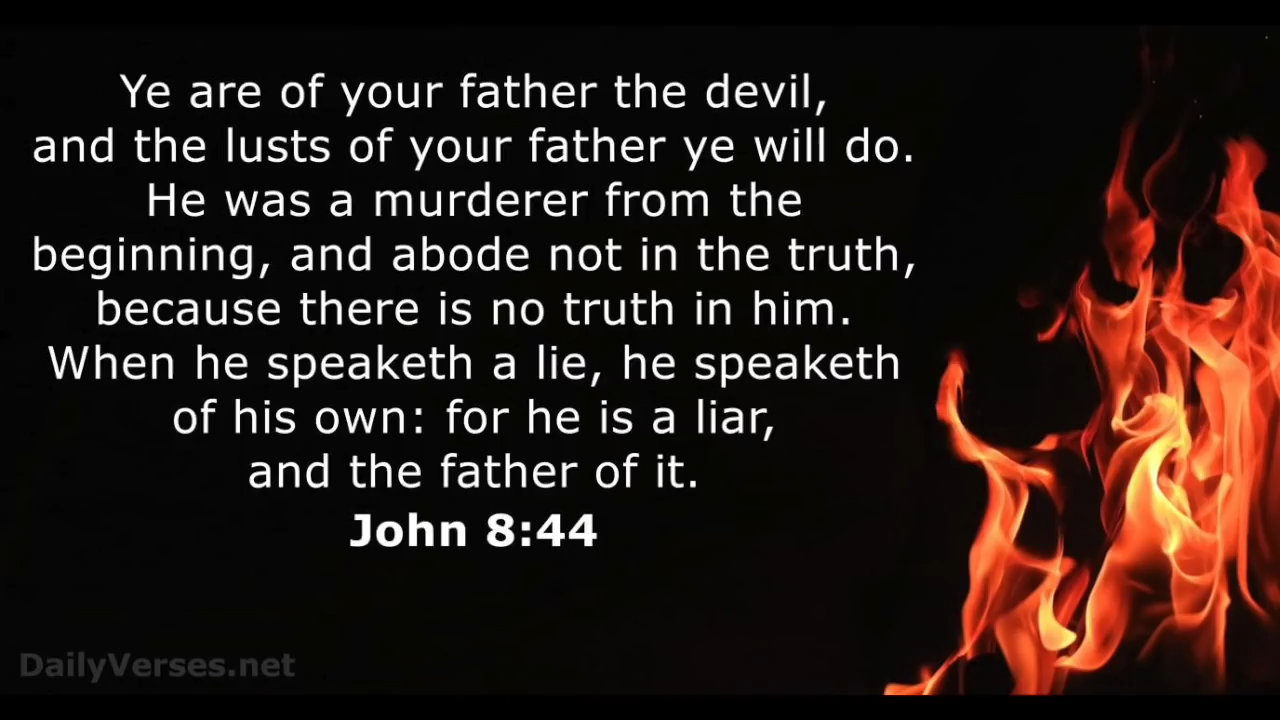 Ye are of your father the devil,
and the lusts of your father ye will do.
He was a murderer from the
beginning, and abode not in the truth,
because there is no truth in him.
When he speaketh a lie, he speaketh
of his own: for he is a liar,
and the father of it.
John 8:44
DailyVerses.net